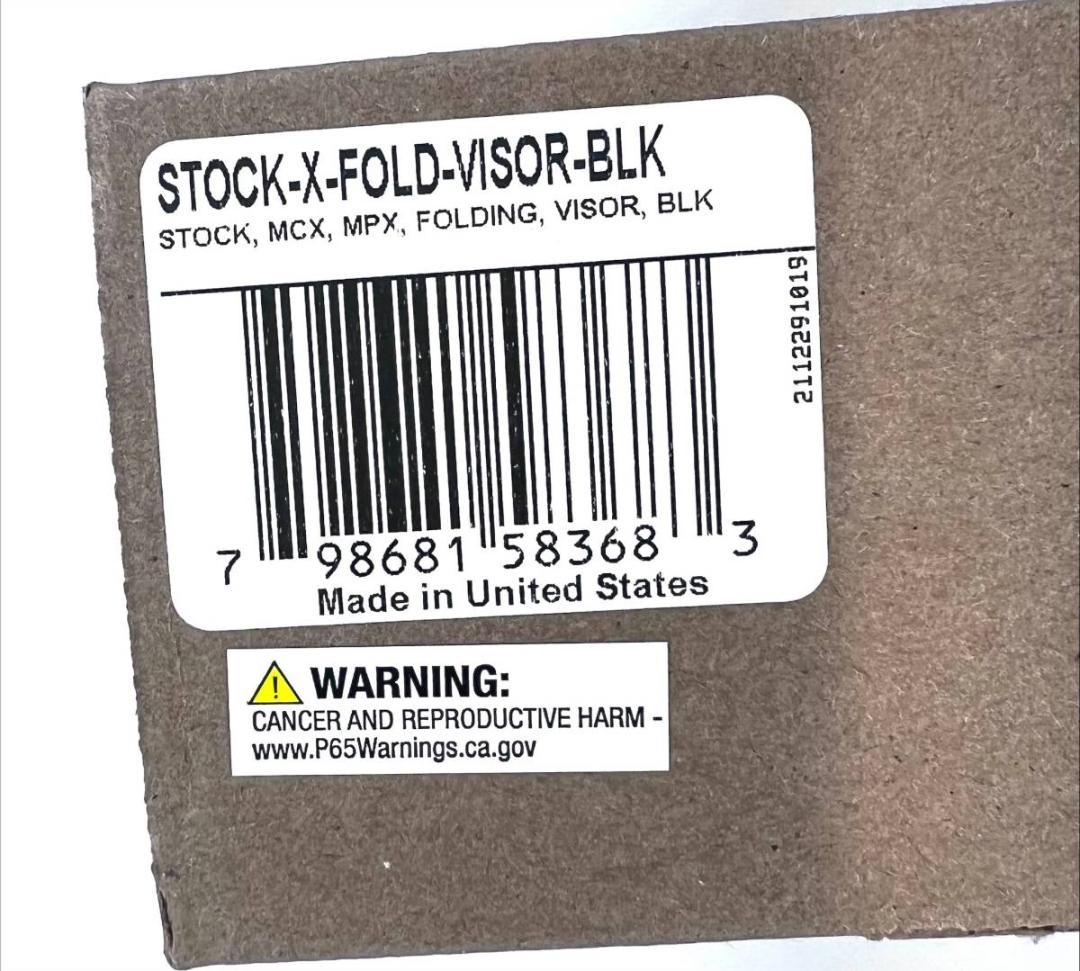 STOCK-X-FOLD-VISOR-BLK
STOCK, MCX, MPX, FOLDING, VISOR, BLK
2112291019
7 98681 58368 3
Made in United States
WARNING:
CANCER AND REPRODUCTIVE HARM -
www.P65Warnings.ca.gov